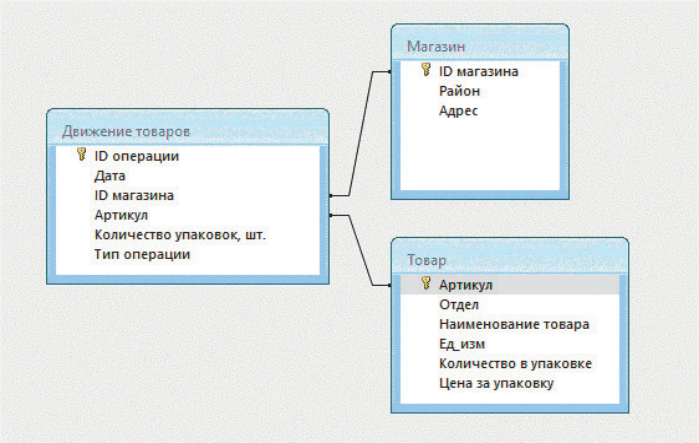 Магазин
ID магазина
Район
Адрес
Движение товаров
ID операции
Дата
ID магазина
Артикул
Количество упаковок, шт.
Тип операции
Товар
Артикул
Отдел
Наименование товара
Ед_изм
Количество в упаковке
Цена за упаковку